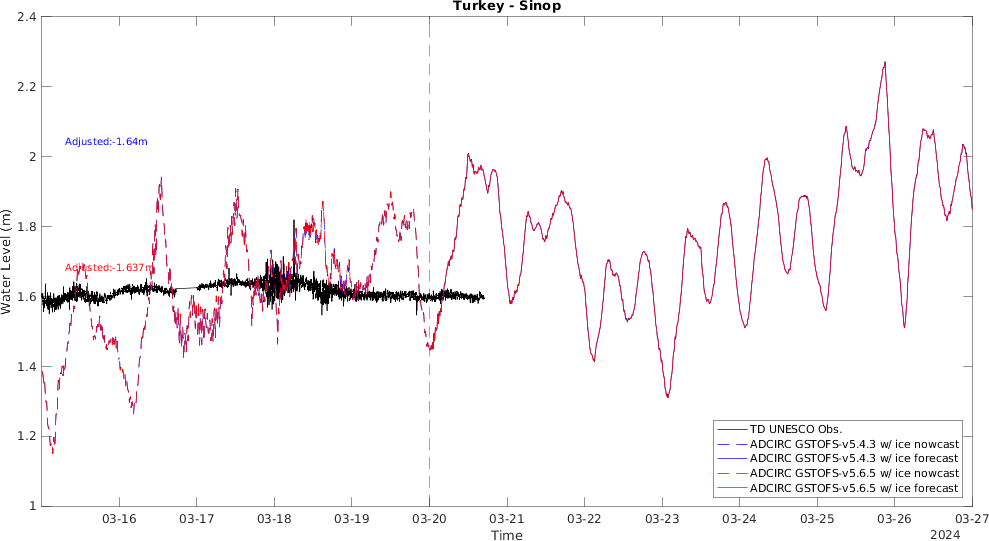 Turkey - Sinop
2.4
2.2
2
1.8
1.6
1.4
1.2
1
Water Level (m)
Adjusted:-1.64m
Adjusted:-1.637m
TD UNESCO Obs.
ADCIRC GSTOFS-v5.4.3 w/ ice nowcast
ADCIRC GSTOFS-v5.4.3 w/ ice forecast
ADCIRC GSTOFS-v5.6.5 w/ ice nowcast
ADCIRC GSTOFS-v5.6.5 w/ ice forecast
03-16 03-17 03-18 03-19 03-20 03-21 03-22 03-23 03-24 03-25 03-26 03-27
Time
2024